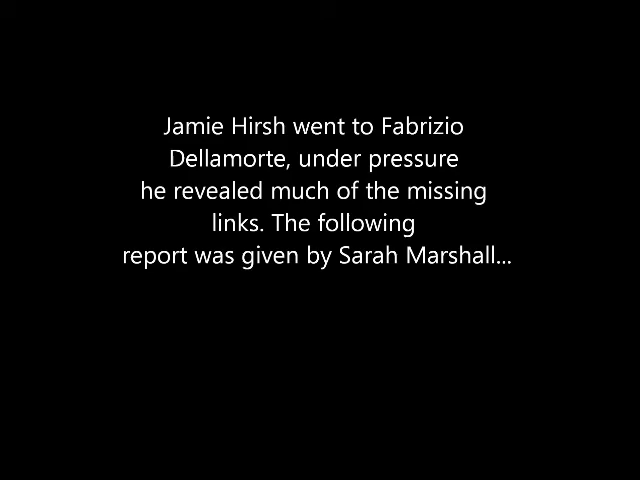 Jamie Hirsh went to Fabrizio
Dellamorte, under pressure
he revealed much of the missing
links. The following
report was given by Sarah Marshall...